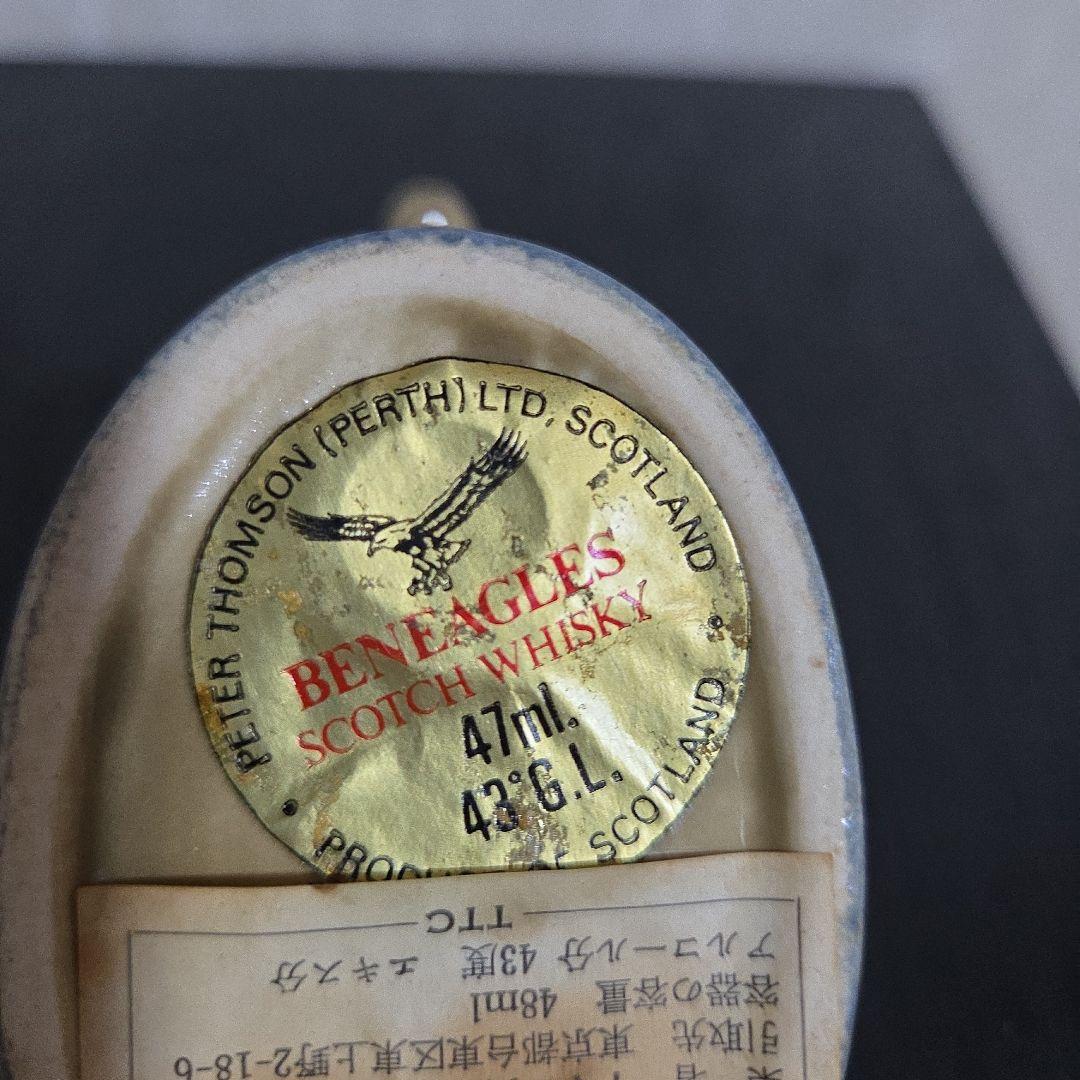 PETER THOMSON (PERTH) LTD, SCOTLAND
BENEAGLES
SCOTCH WHISKY
47ml.
43°G.L.
OF SCOTLAND
東京都台東区東上野2-18-6
引取先
容器の容量 48ml
アルコール分 43度 エキス分
TTC